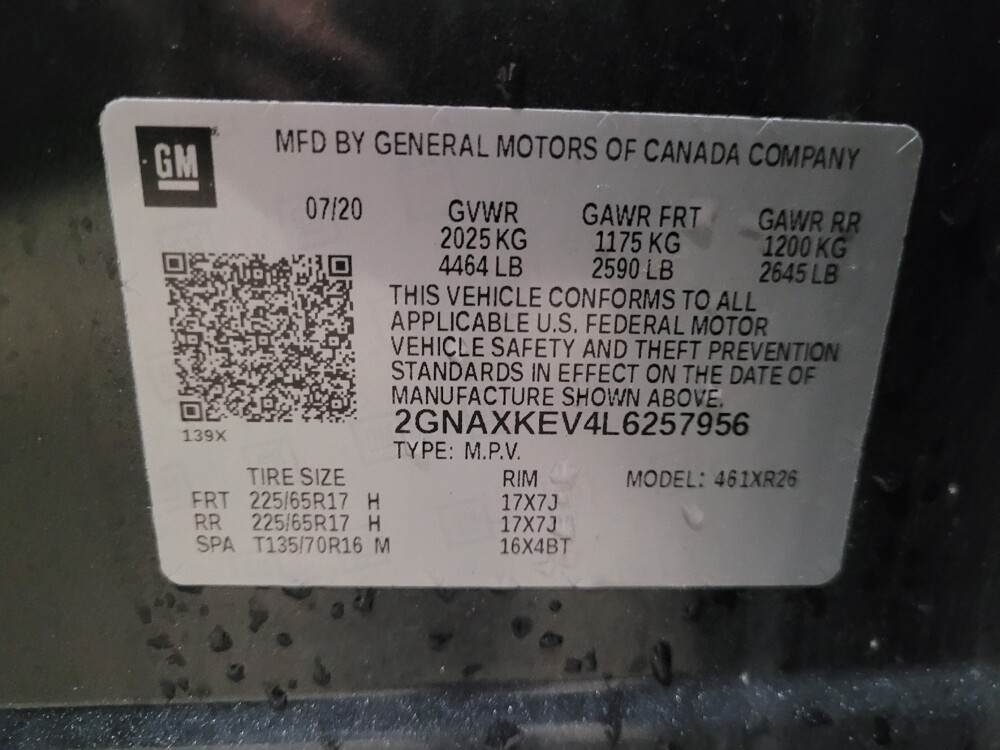 GM
MFD BY GENERAL MOTORS OF CANADA COMPANY
07/20 GVWR GAWR FRT GAWR RR
2025 KG 1175 KG 1200 KG
4464 LB 2590 LB 2645 LB
THIS VEHICLE CONFORMS TO ALL
APPLICABLE U.S. FEDERAL MOTOR
VEHICLE SAFETY AND THEFT PREVENTION
STANDARDS IN EFFECT ON THE DATE OF
MANUFACTURE SHOWN ABOVE.
2GNAXKEV4L6257956
139X
TYPE: M.P.V.
TIRE SIZE RIM MODEL: 461XR26
FRT 225/65R17 H 17X7J
RR 225/65R17 H 17X7J
SPA T135/70R16 M 16X4BT